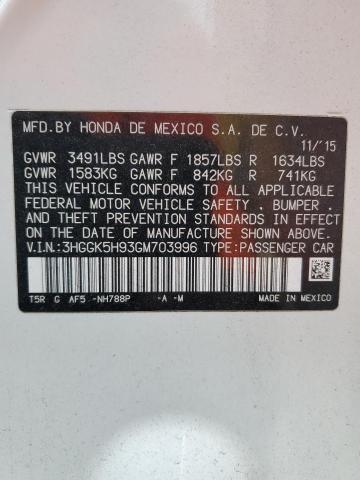 MFD.BY HONDA DE MEXICO S.A. DE C.V.
11/'15
GVWR 3491LBS GAWR F 1857LBS R 1634LBS
GVWR 1583KG GAWR F 842KG R 741KG
THIS VEHICLE CONFORMS TO ALL APPLICABLE
FEDERAL MOTOR VEHICLE SAFETY , BUMPER ,
AND THEFT PREVENTION STANDARDS IN EFFECT
ON THE DATE OF MANUFACTURE SHOWN ABOVE.
V.I.N.:3HGGK5H93GM703996 TYPE:PASSENGER CAR
T5R G AF5 -NH788P -A -M MADE IN MEXICO